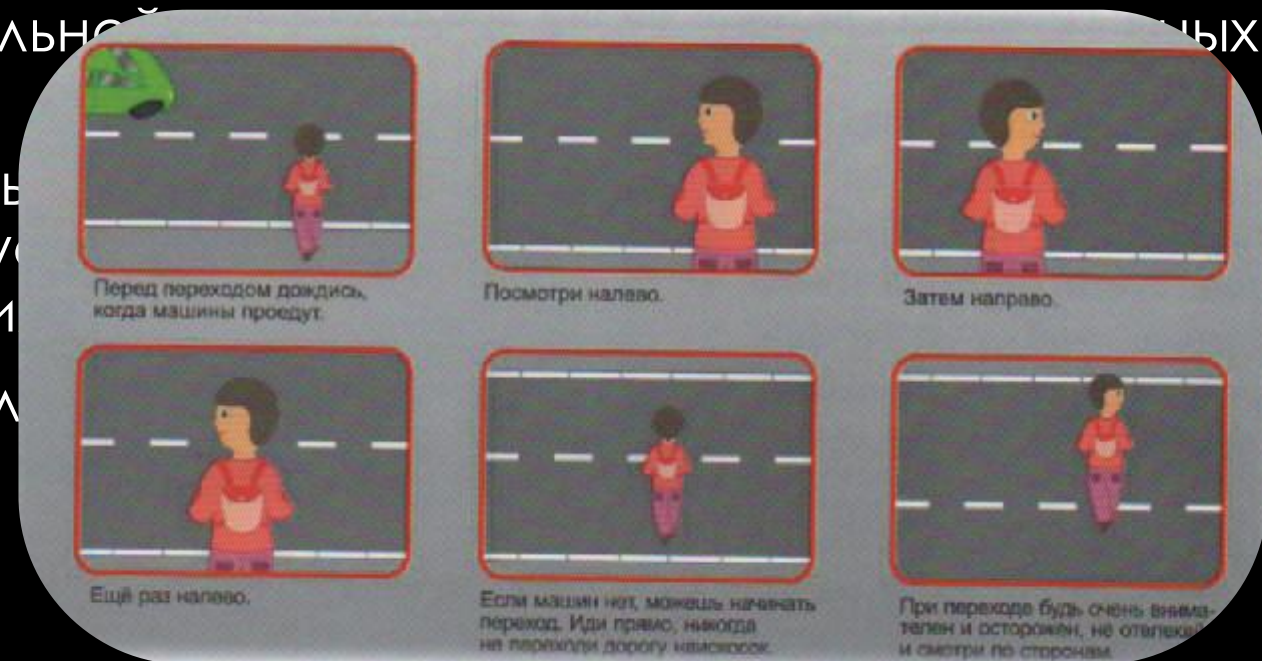 льной
ных
Перед переходом дождись,
когда машины проедут.
Посмотри налево.
Затем направо.
Ещё раз налево.
Если машин нет, можешь начинать
переход. Иди прямо, никогда
не переходи дорогу наискосок.
При переходе будь очень внима-
телен и осторожен, не отвлекай
и смотри по сторонам.